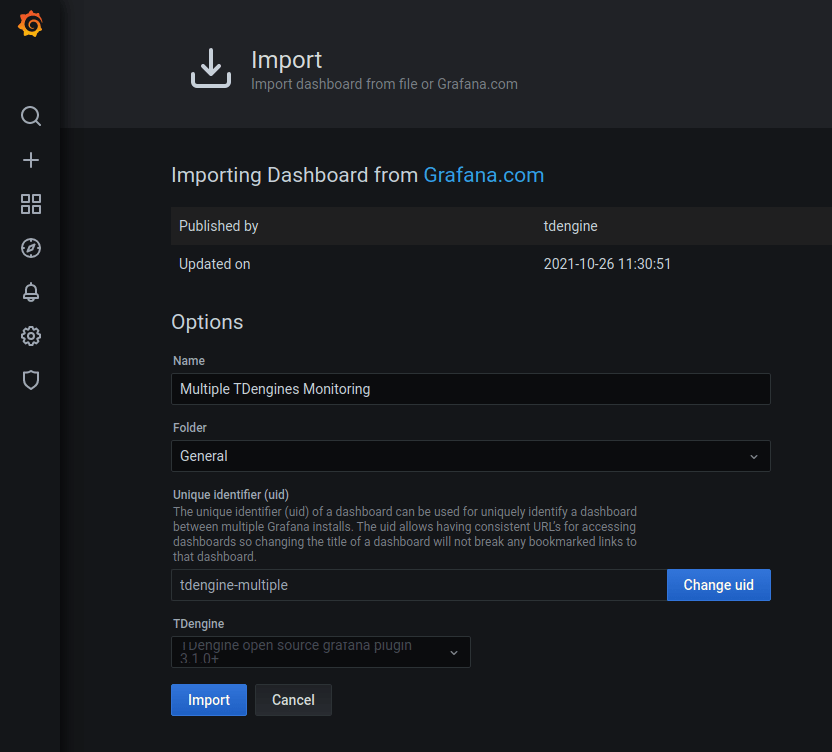 Import
Import dashboard from file or Grafana.com
Importing Dashboard from Grafana.com
Published by tdengine
Updated on 2021-10-26 11:30:51
Options
Name
Multiple TDengines Monitoring
Folder
General
Unique identifier (uid)
The unique identifier (uid) of a dashboard can be used for uniquely identify a dashboard
between multiple Grafana installs. The uid allows having consistent URL's for accessing
dashboards so changing the title of a dashboard will not break any bookmarked links to
that dashboard.
tdengine-multiple Change uid
TDengine
TDengine open source grafana plugin
3.1.0+
Import Cancel